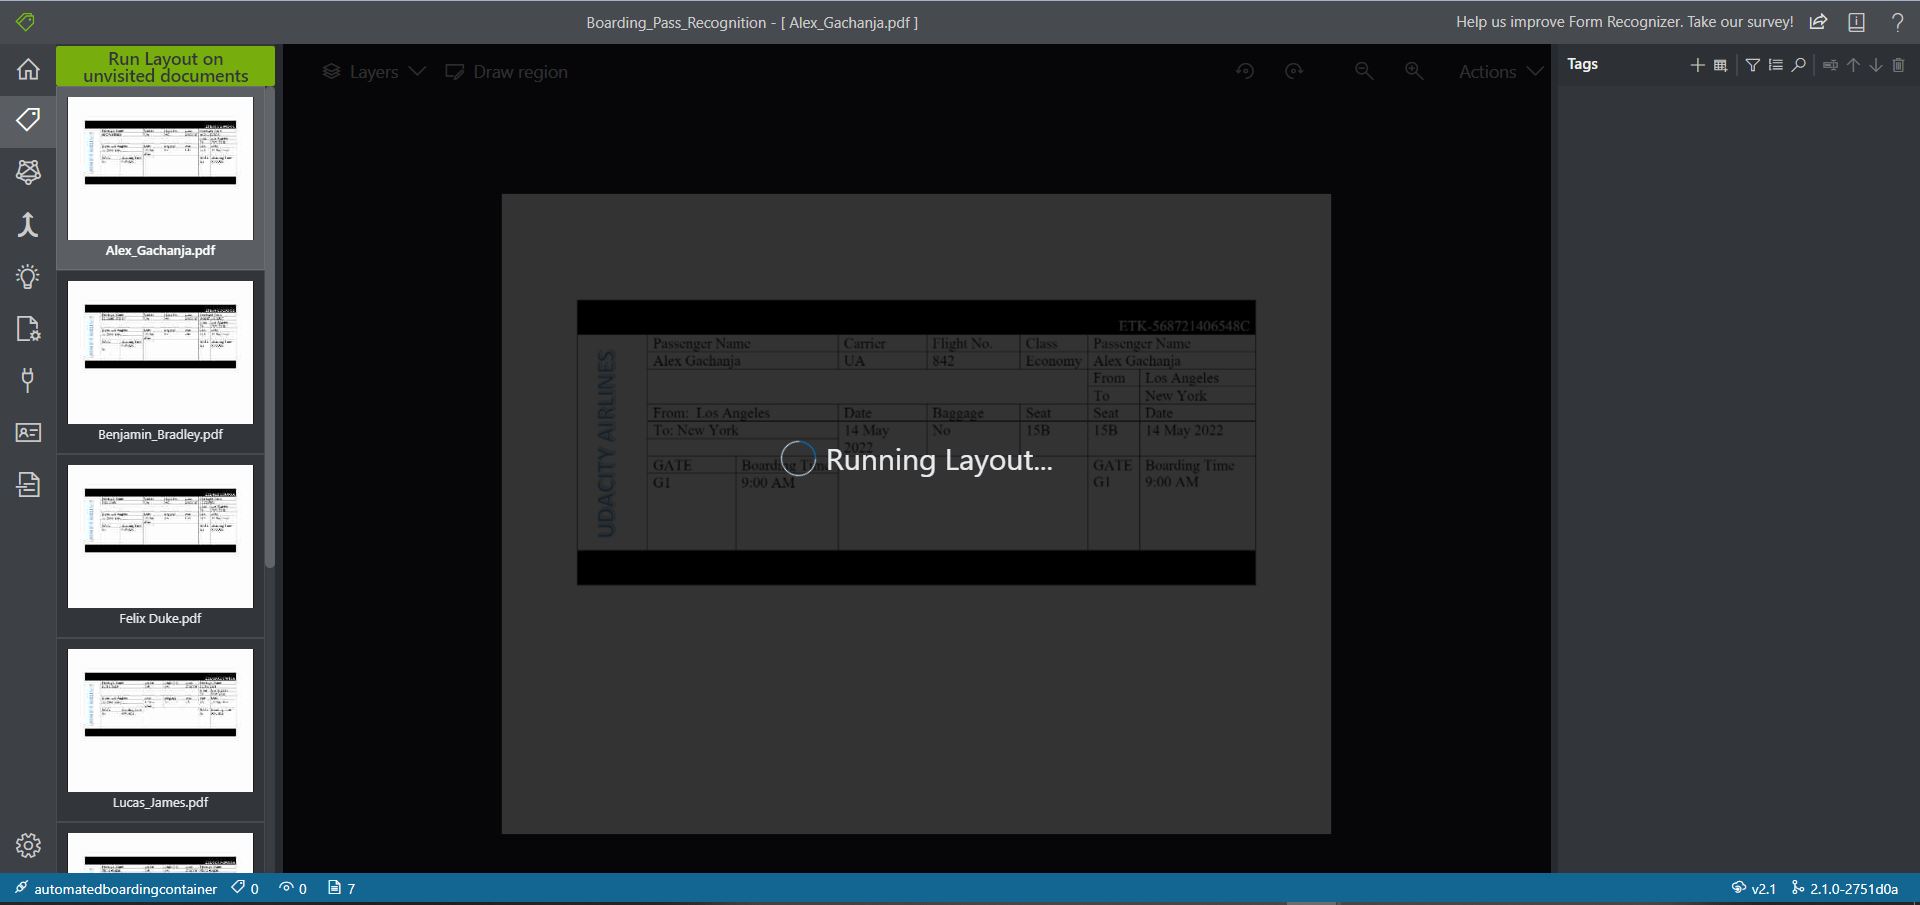 Boarding_Pass_Recognition - [ Alex_Gachanja.pdf ]
Help us improve Form Recognizer. Take our survey!
Run Layout on
unvisited documents
Layers
Draw region
Actions
Tags
Alex_Gachanja.pdf
Benjamin_Bradley.pdf
Felix Duke.pdf
Lucas_James.pdf
ETK-568721406548C
UDACITY AIRLINES
Passenger Name Carrier Flight No. Class Passenger Name
Alex Gachanja UA 842 Economy Alex Gachanja
From Los Angeles
To New York
From: Los Angeles Date Baggage Seat Seat Date
To: New York 14 May 2022 No 15B 15B 14 May 2022
GATE Boarding Time GATE Boarding Time
G1 9:00 AM G1 9:00 AM
Running Layout...
automatedboardingcontainer 0 0 7
v2.1 2.1.0-2751d0a